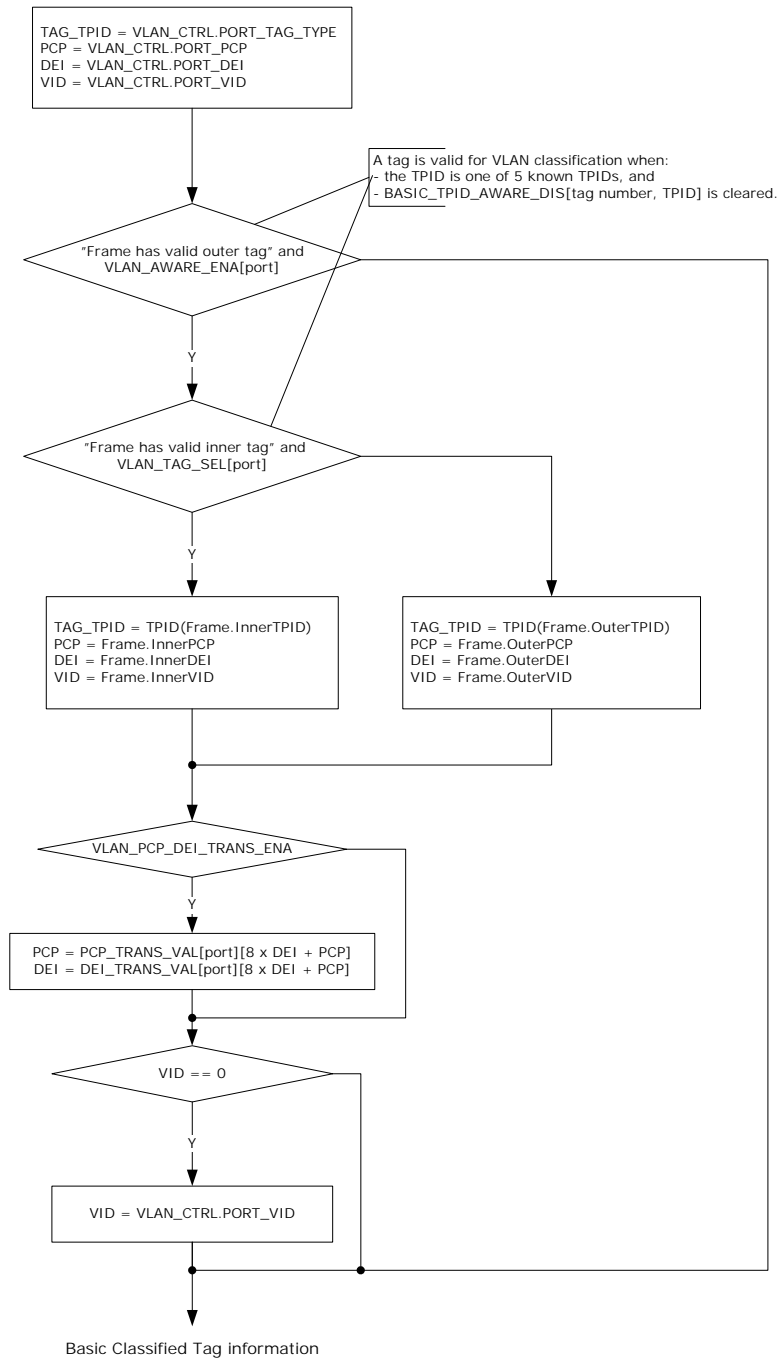 TAG_TPID = VLAN_CTRL.PORT_TAG_TYPE
PCP = VLAN_CTRL.PORT_PCP
DEI = VLAN_CTRL.PORT_DEI
VID = VLAN_CTRL.PORT_VID
A tag is valid for VLAN classification when:
- the TPID is one of 5 known TPIDs, and
- BASIC_TPID_AWARE_DIS[tag number, TPID] is cleared.
"Frame has valid outer tag" and
VLAN_AWARE_ENA[port]
Y
"Frame has valid inner tag" and
VLAN_TAG_SEL[port]
Y
TAG_TPID = TPID(Frame.InnerTPID)
PCP = Frame.InnerPCP
DEI = Frame.InnerDEI
VID = Frame.InnerVID
TAG_TPID = TPID(Frame.OuterTPID)
PCP = Frame.OuterPCP
DEI = Frame.OuterDEI
VID = Frame.OuterVID
VLAN_PCP_DEI_TRANS_ENA
Y
PCP = PCP_TRANS_VAL[port][8 x DEI + PCP]
DEI = DEI_TRANS_VAL[port][8 x DEI + PCP]
VID == 0
Y
VID = VLAN_CTRL.PORT_VID
Basic Classified Tag information